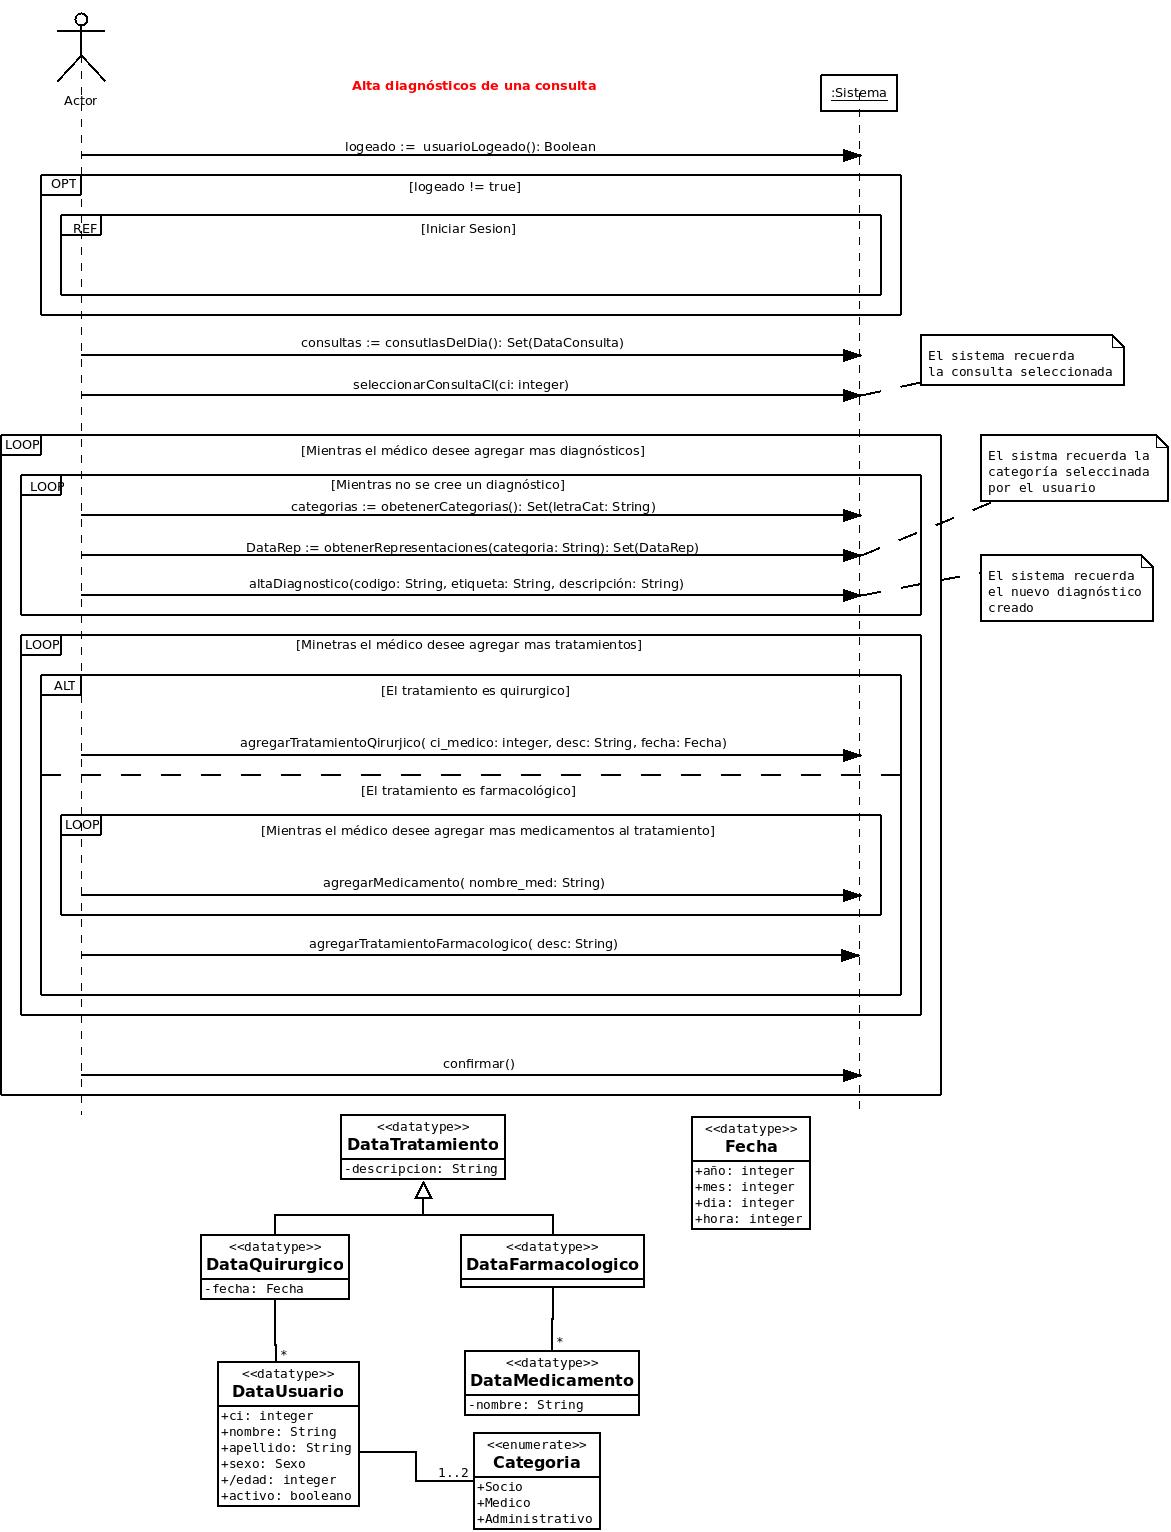 Alta diagnósticos de una consulta
:Sistema
Actor
logeado :=  usuarioLogeado(): Boolean
OPT
[logeado != true]
REF
[Iniciar Sesion]
consultas := consutlasDelDia(): Set(DataConsulta)
El sistema recuerda
la consulta seleccionada
seleccionarConsultaCI(ci: integer)
LOOP
[Mientras el médico desee agregar mas diagnósticos]
El sistma recuerda la
categoría seleccinada
por el usuario
LOOP
[Mientras no se cree un diagnóstico]
categorias := obetenerCategorias(): Set(letraCat: String)
DataRep := obtenerRepresentaciones(categoria: String): Set(DataRep)
altaDiagnostico(codigo: String, etiqueta: String, descripción: String)
El sistema recuerda
el nuevo diagnóstico
creado
LOOP
[Minetras el médico desee agregar mas tratamientos]
ALT
[El tratamiento es quirurgico]
agregarTratamientoQirurjico( ci_medico: integer, desc: String, fecha: Fecha)
[El tratamiento es farmacológico]
LOOP
[Mientras el médico desee agregar mas medicamentos al tratamiento]
agregarMedicamento( nombre_med: String)
agregarTratamientoFarmacologico( desc: String)
confirmar()
<<datatype>>
DataTratamiento
-descripcion: String
<<datatype>>
Fecha
+año: integer
+mes: integer
+dia: integer
+hora: integer
<<datatype>>
DataQuirurgico
-fecha: Fecha
<<datatype>>
DataFarmacologico
*
*
<<datatype>>
DataUsuario
+ci: integer
+nombre: String
+apellido: String
+sexo: Sexo
+/edad: integer
+activo: booleano
<<datatype>>
DataMedicamento
-nombre: String
1..2
<<enumerate>>
Categoria
+Socio
+Medico
+Administrativo